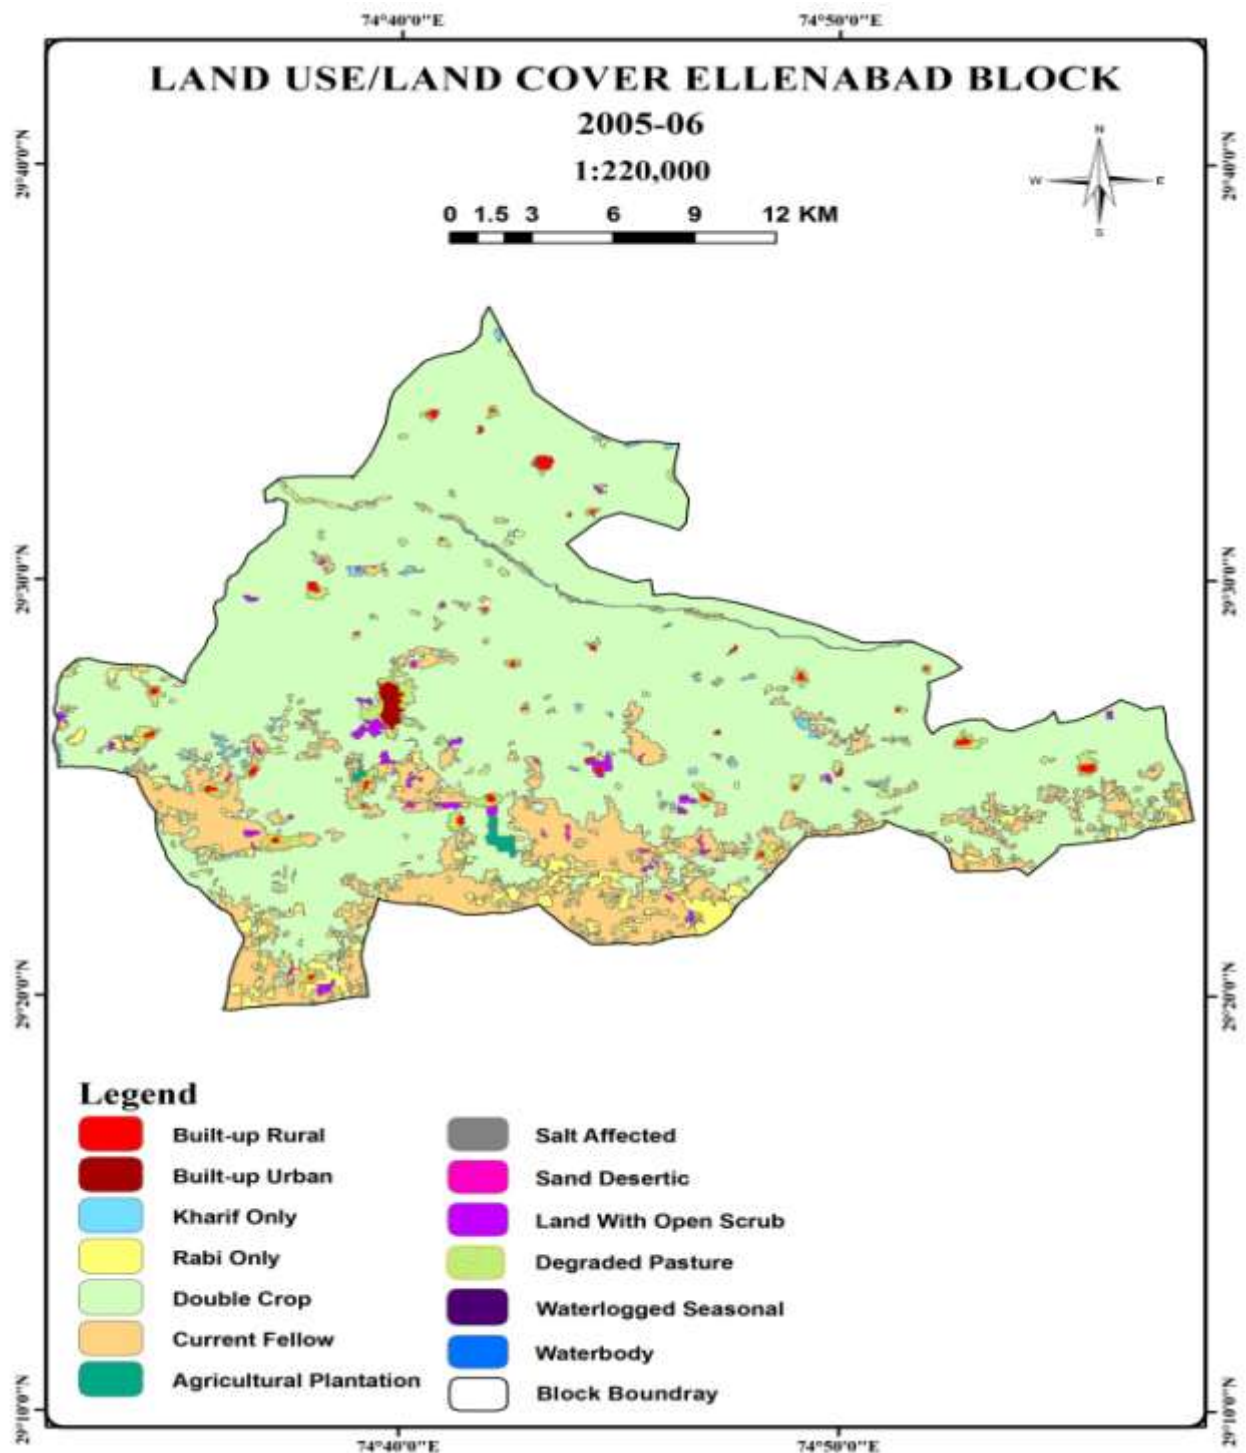 74°40'0"E 74°50'0"E
LAND USE/LAND COVER ELLENABAD BLOCK
2005-06
1:220,000
0 1.5 3 6 9 12 KM
N
W E
S
29°40'0"N 29°40'0"N
29°30'0"N 29°30'0"N
29°20'0"N 29°20'0"N
29°10'0"N 29°10'0"N
Legend
Built-up Rural
Built-up Urban
Kharif Only
Rabi Only
Double Crop
Current Fellow
Agricultural Plantation
Salt Affected
Sand Desertic
Land With Open Scrub
Degraded Pasture
Waterlogged Seasonal
Waterbody
Block Boundray
74°40'0"E 74°50'0"E